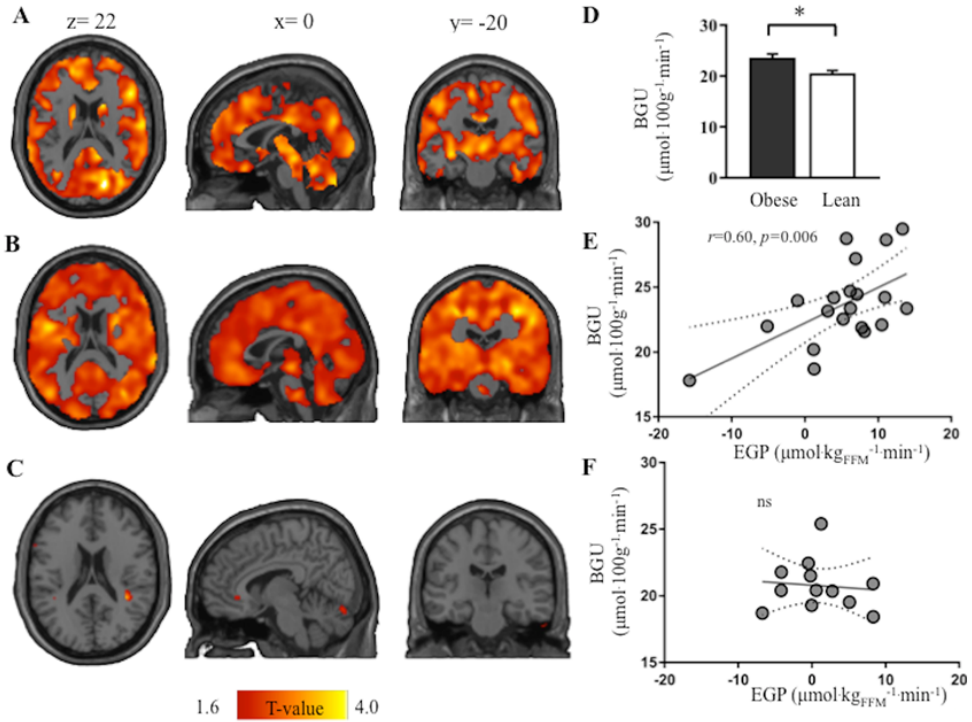 A
z= 22
x= 0
y= -20
B
C
1.6
T-value
4.0
D
30
20
10
0
BGU
(µmol·100g⁻¹·min⁻¹)
*
Obese
Lean
E
r=0.60, p=0.006
30
25
20
15
BGU
(µmol·100g⁻¹·min⁻¹)
-20
-10
0
10
20
EGP (µmol·kg_FFM⁻¹·min⁻¹)
F
ns
30
25
20
15
BGU
(µmol·100g⁻¹·min⁻¹)
-20
-10
0
10
20
EGP (µmol·kg_FFM⁻¹·min⁻¹)